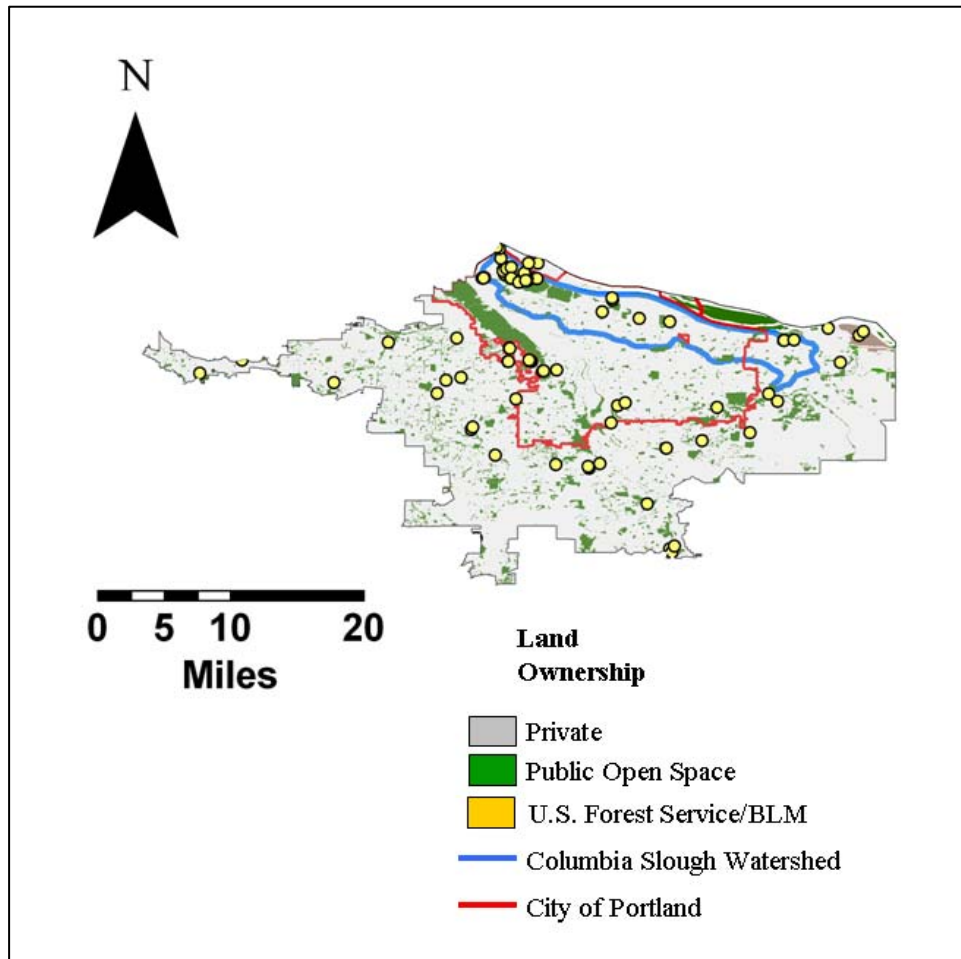 N
0 5 10 20
Miles
Land
Ownership
Private
Public Open Space
U.S. Forest Service/BLM
Columbia Slough Watershed
City of Portland